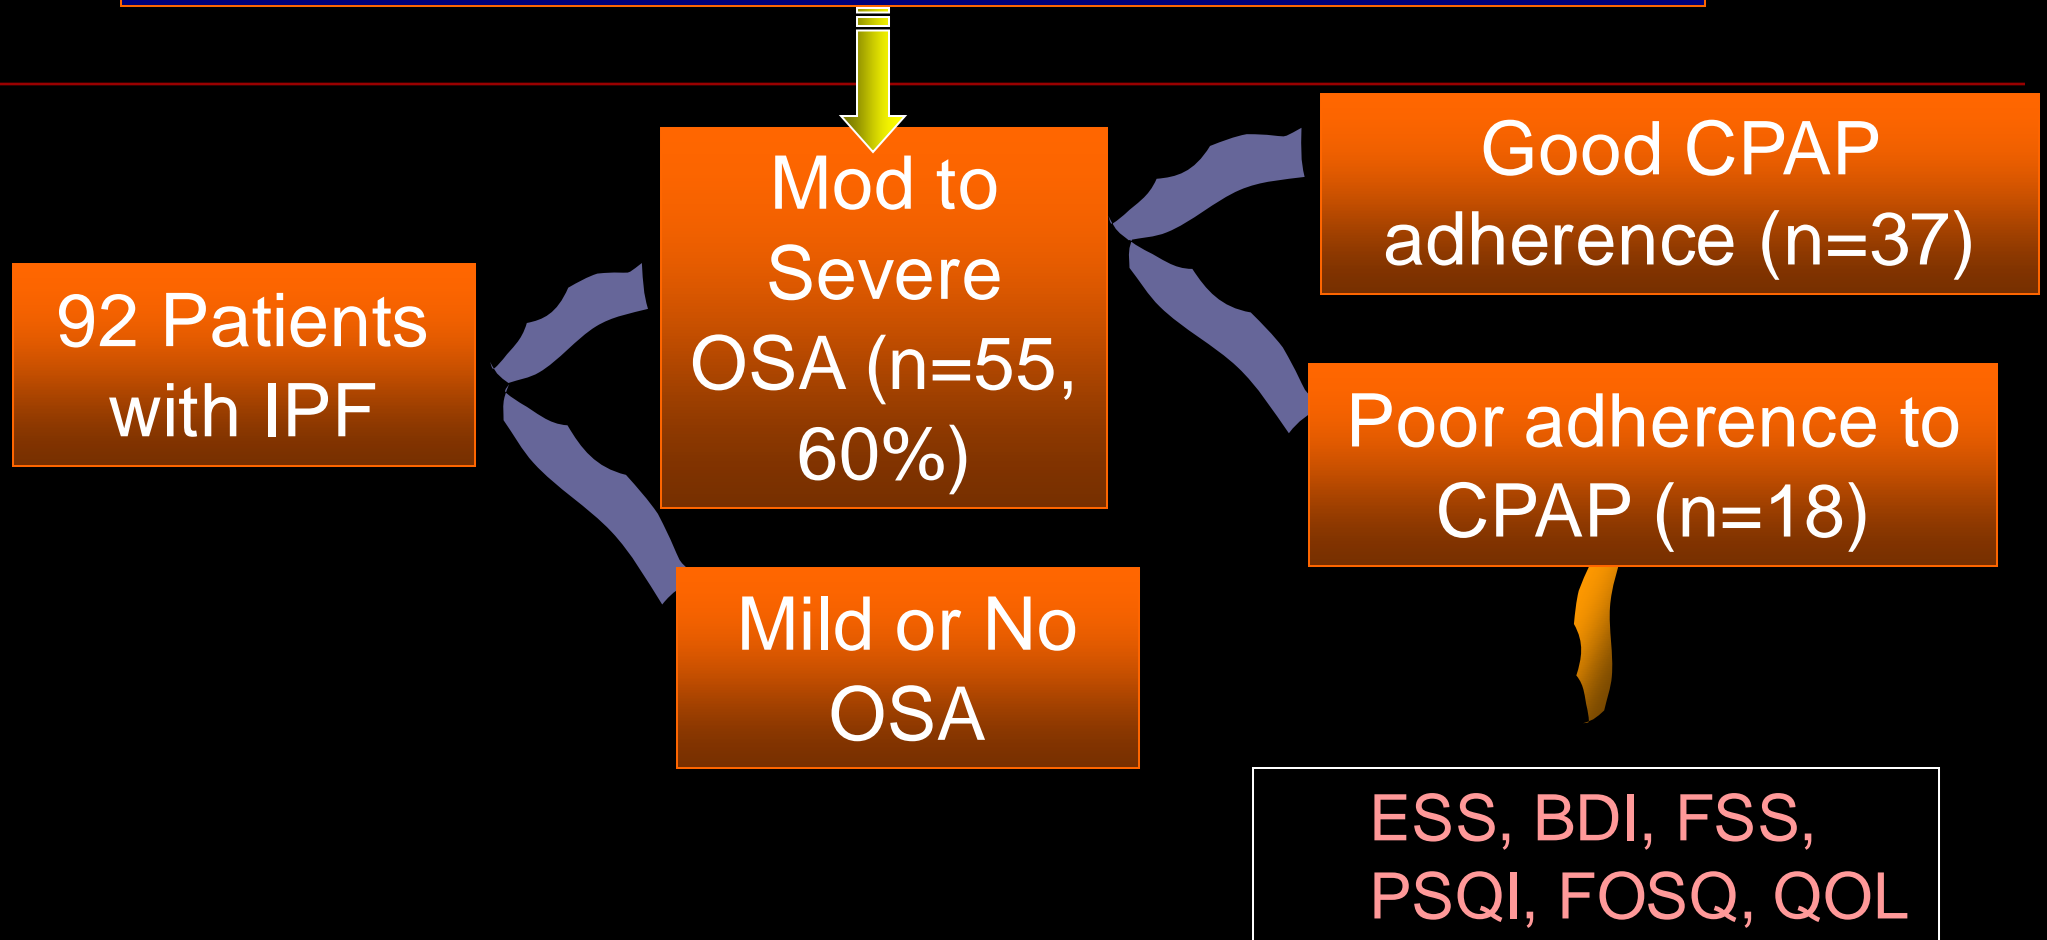 92 Patients
with IPF
Mod to
Severe
OSA (n=55,
60%)
Mild or No
OSA
Good CPAP
adherence (n=37)
Poor adherence to
CPAP (n=18)
ESS, BDI, FSS,
PSQI, FOSQ, QOL